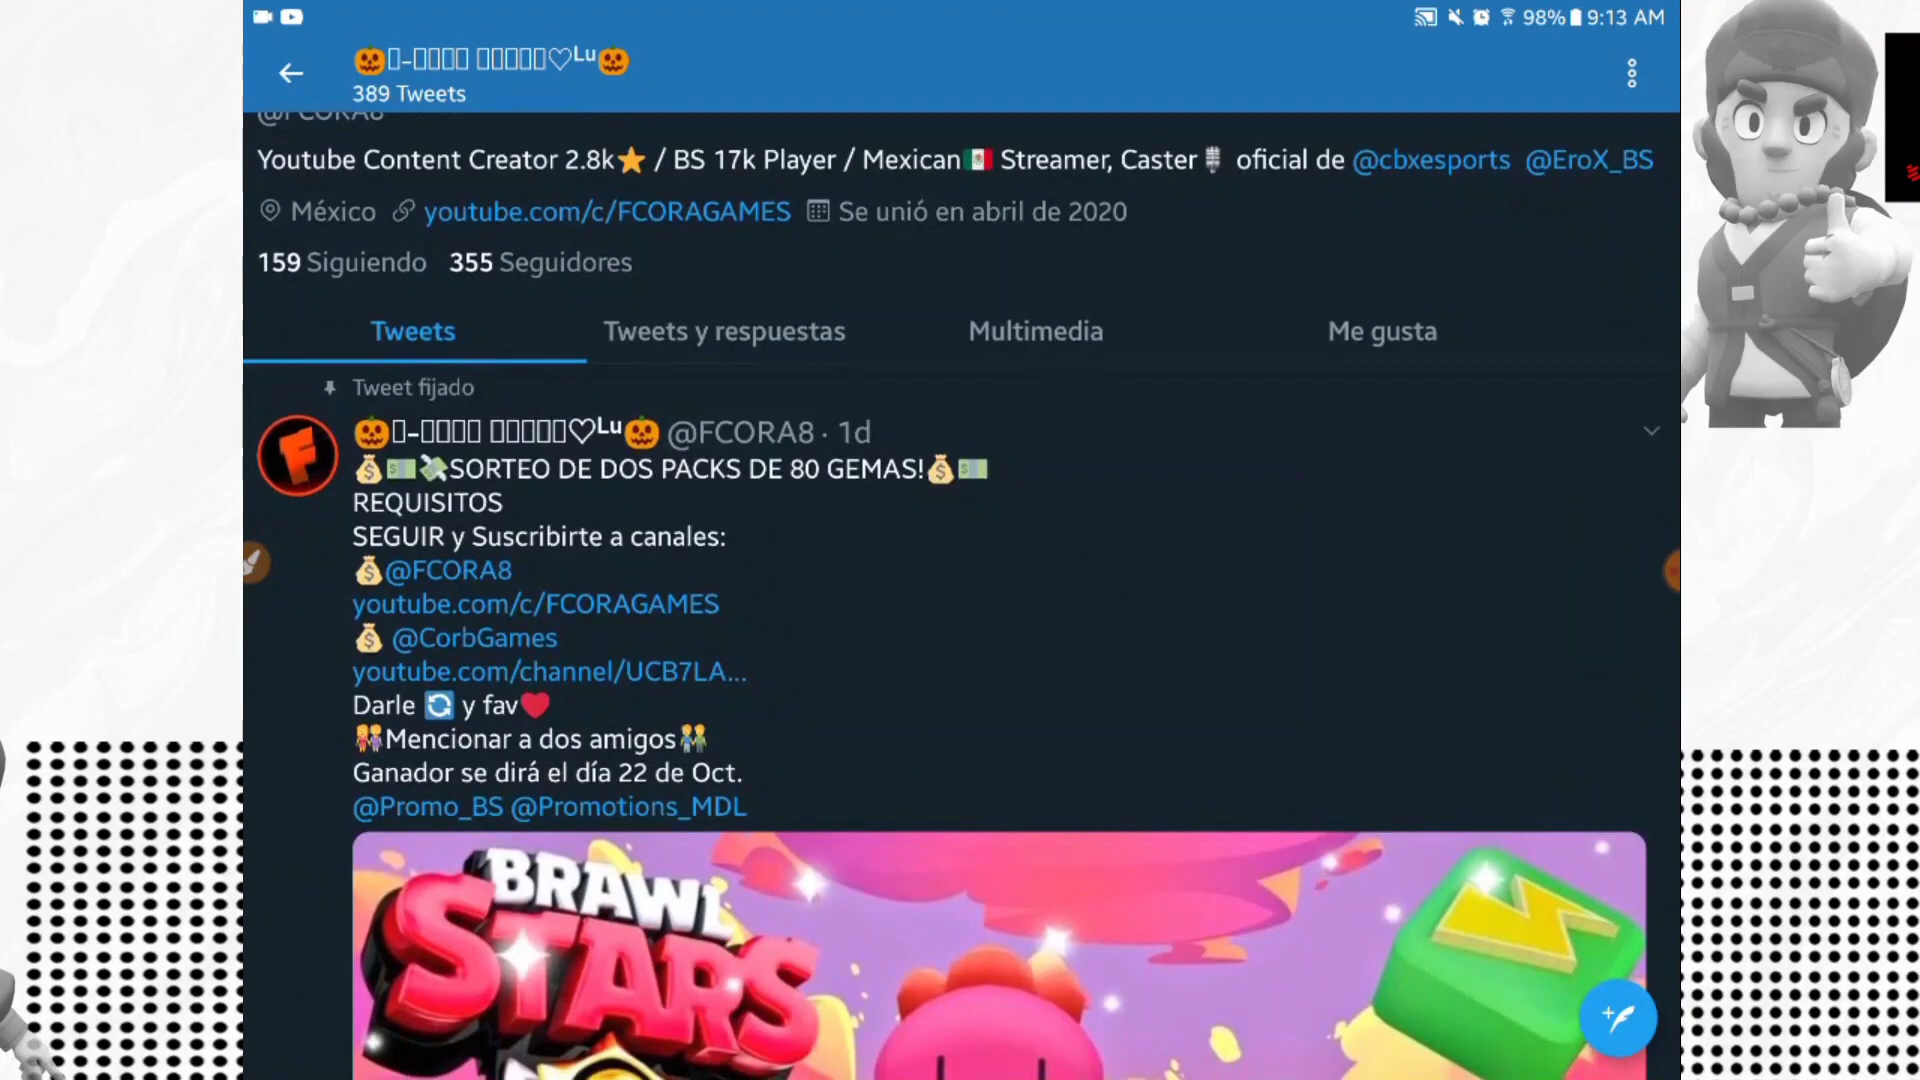 98% 9:13 AM
🎃▯-▯▯▯▯ ▯▯▯▯▯♡ᴸᵘ🎃
389 Tweets
@FCORA8
Youtube Content Creator 2.8k⭐ / BS 17k Player / Mexican🇲🇽 Streamer, Caster🎙 oficial de @cbxesports @EroX_BS
México youtube.com/c/FCORAGAMES Se unió en abril de 2020
159 Siguiendo 355 Seguidores
Tweets Tweets y respuestas Multimedia Me gusta
Tweet fijado
🎃▯-▯▯▯▯ ▯▯▯▯▯♡ᴸᵘ🎃 @FCORA8 · 1d
💰💵💸SORTEO DE DOS PACKS DE 80 GEMAS!💰💵
REQUISITOS
SEGUIR y Suscribirte a canales:
💰@FCORA8
youtube.com/c/FCORAGAMES
💰 @CorbGames
youtube.com/channel/UCB7LA...
Darle 🔄 y fav❤
👭Mencionar a dos amigos👬
Ganador se dirá el día 22 de Oct.
@Promo_BS @Promotions_MDL
BRAWL
STARS